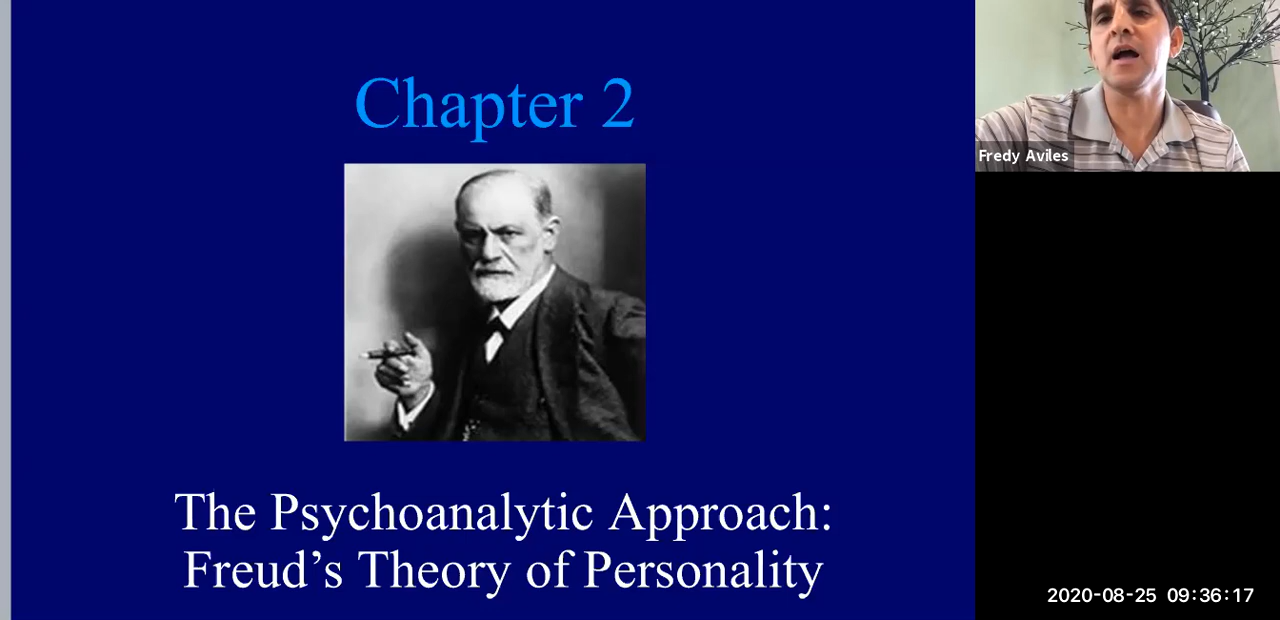 Chapter 2
Fredy Aviles
The Psychoanalytic Approach:
Freud’s Theory of Personality
2020-08-25 09:36:17